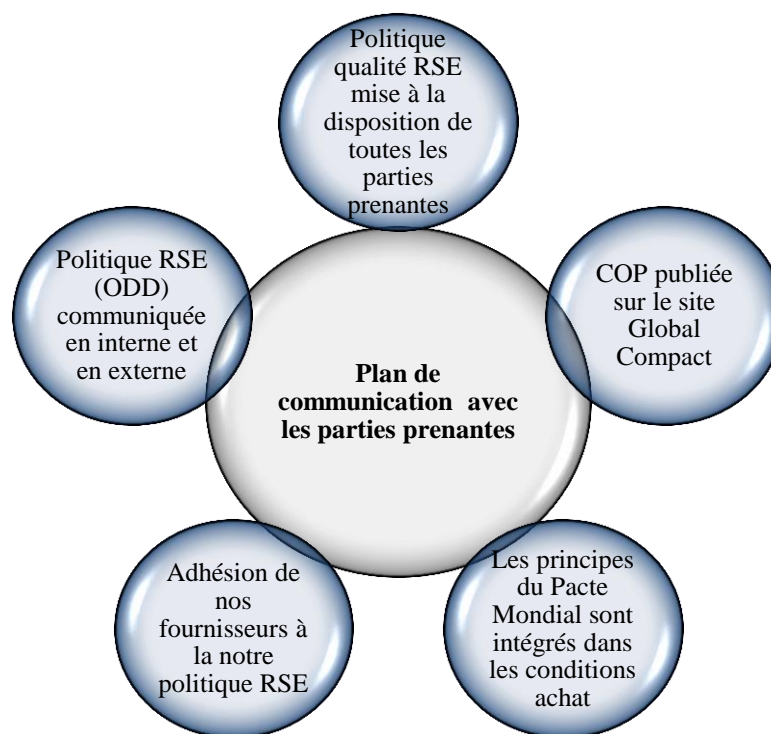 Politique
qualité RSE
mise à la
disposition de
toutes les
parties
prenantes
COP publiée
sur le site
Global
Compact
Les principes
du Pacte
Mondial sont
intégrés dans
les conditions
achat
Adhésion de
nos
fournisseurs à
la notre
politique RSE
Politique RSE
(ODD)
communiquée
en interne et
en externe
Plan de
communication avec
les parties prenantes